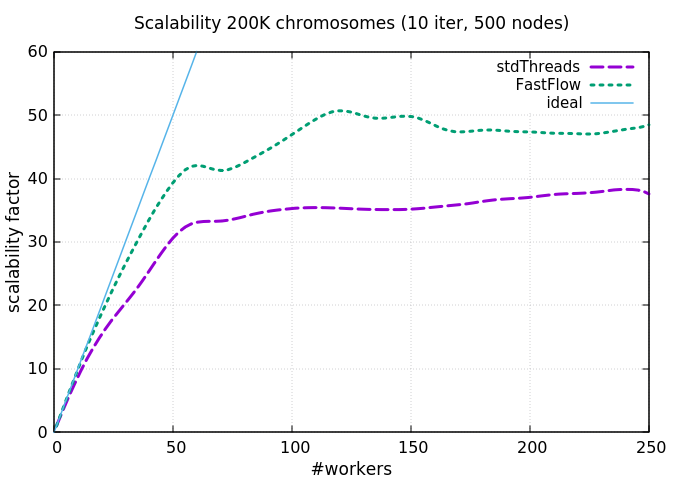 Scalability 200K chromosomes (10 iter, 500 nodes)
60
50
40
30
20
10
0
scalability factor
stdThreads
FastFlow
ideal
0 50 100 150 200 250
#workers